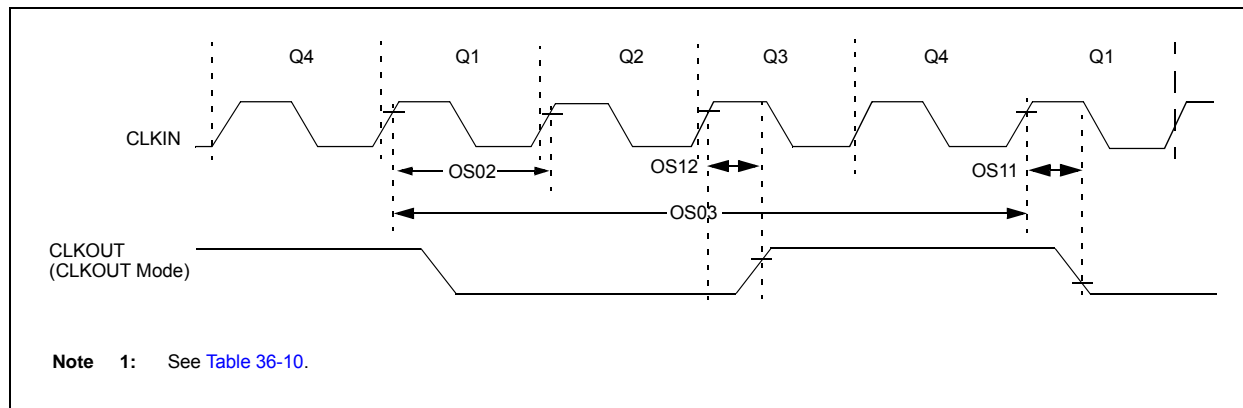 Q4 Q1 Q2 Q3 Q4 Q1
CLKIN
OS02
OS12
OS11
OS03
CLKOUT
(CLKOUT Mode)
Note 1: See Table 36-10.